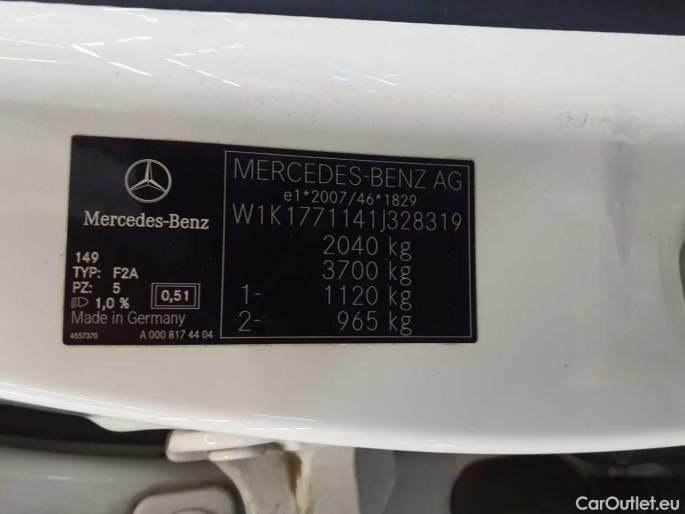 Mercedes-Benz
149
TYP: F2A
PZ: 5
1,0 %
0,51
Made in Germany
4557370
A 000 817 44 04
MERCEDES-BENZ AG
e1*2007/46*1829
W1K1771141J328319
2040 kg
3700 kg
1- 1120 kg
2- 965 kg
CarOutlet.eu